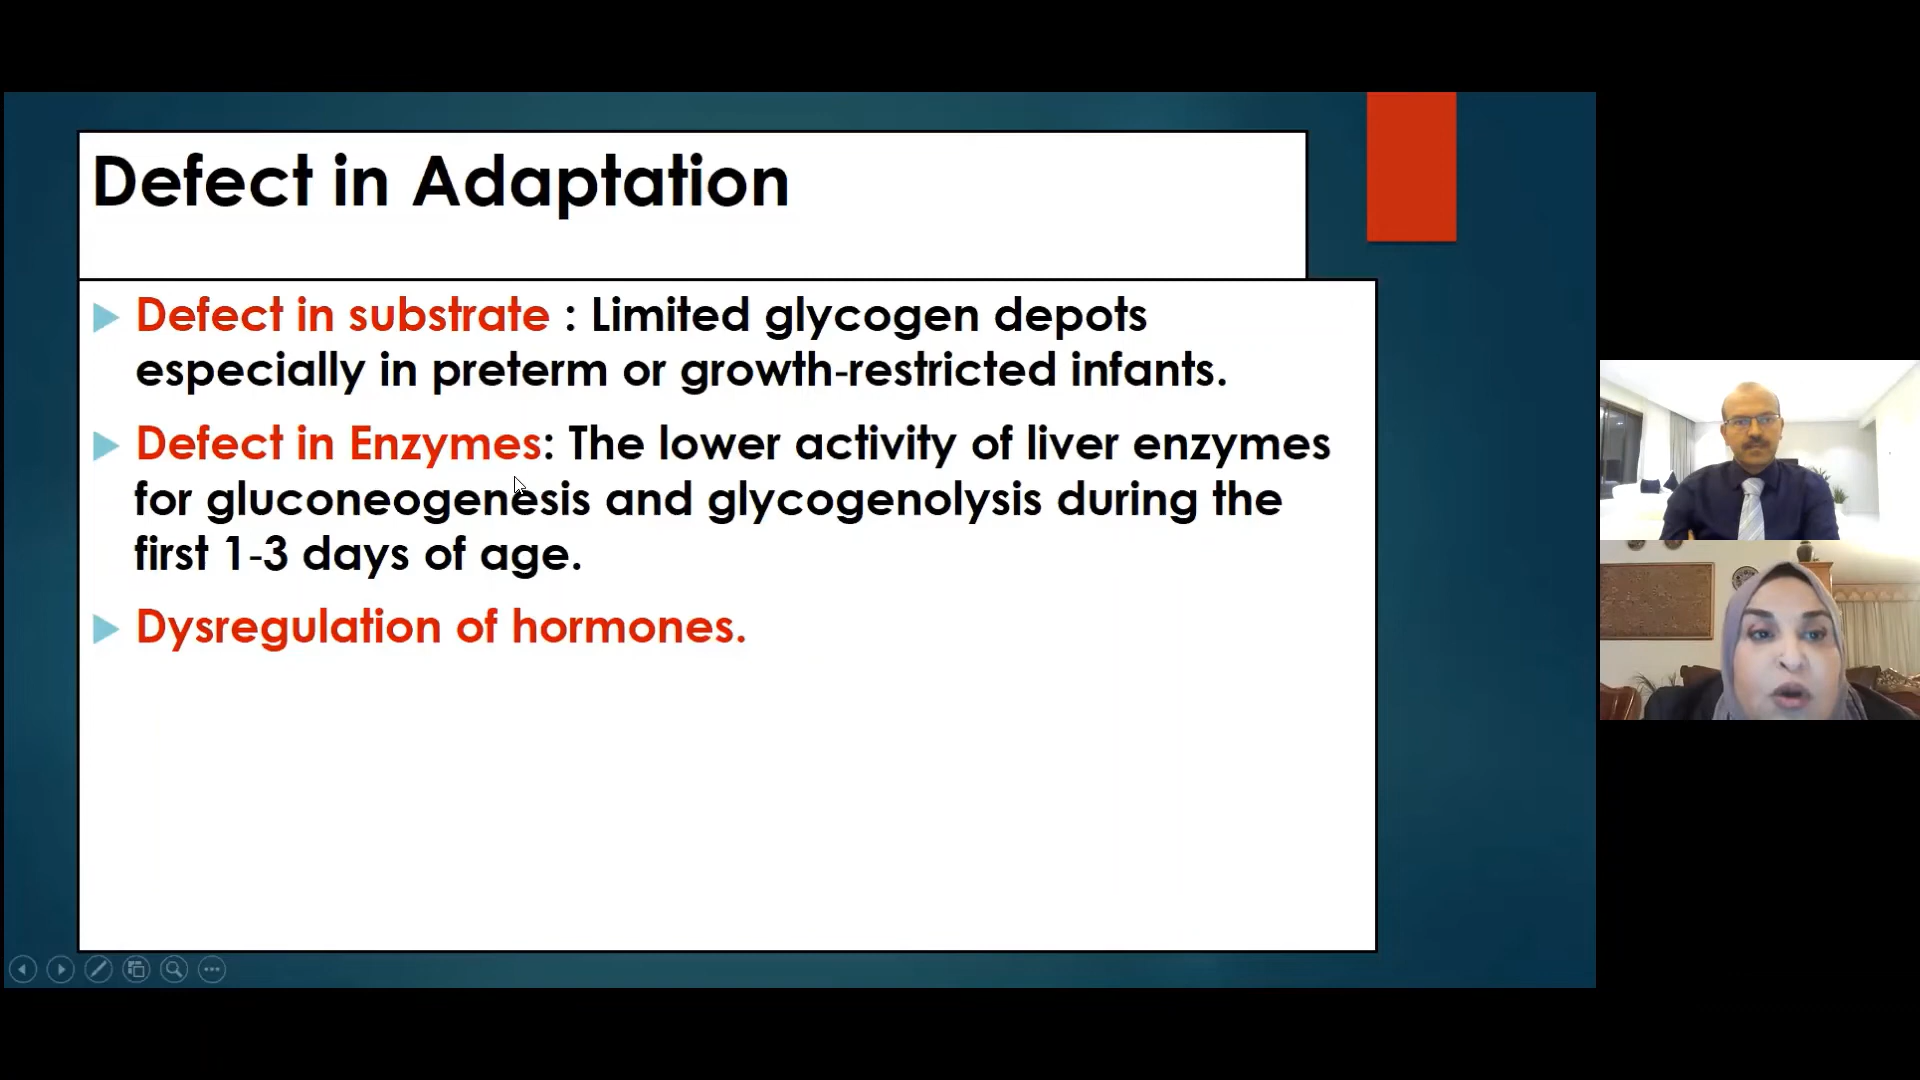 Defect in Adaptation
Defect in substrate : Limited glycogen depots
especially in preterm or growth-restricted infants.
Defect in Enzymes: The lower activity of liver enzymes
for gluconeogenesis and glycogenolysis during the
first 1-3 days of age.
Dysregulation of hormones.